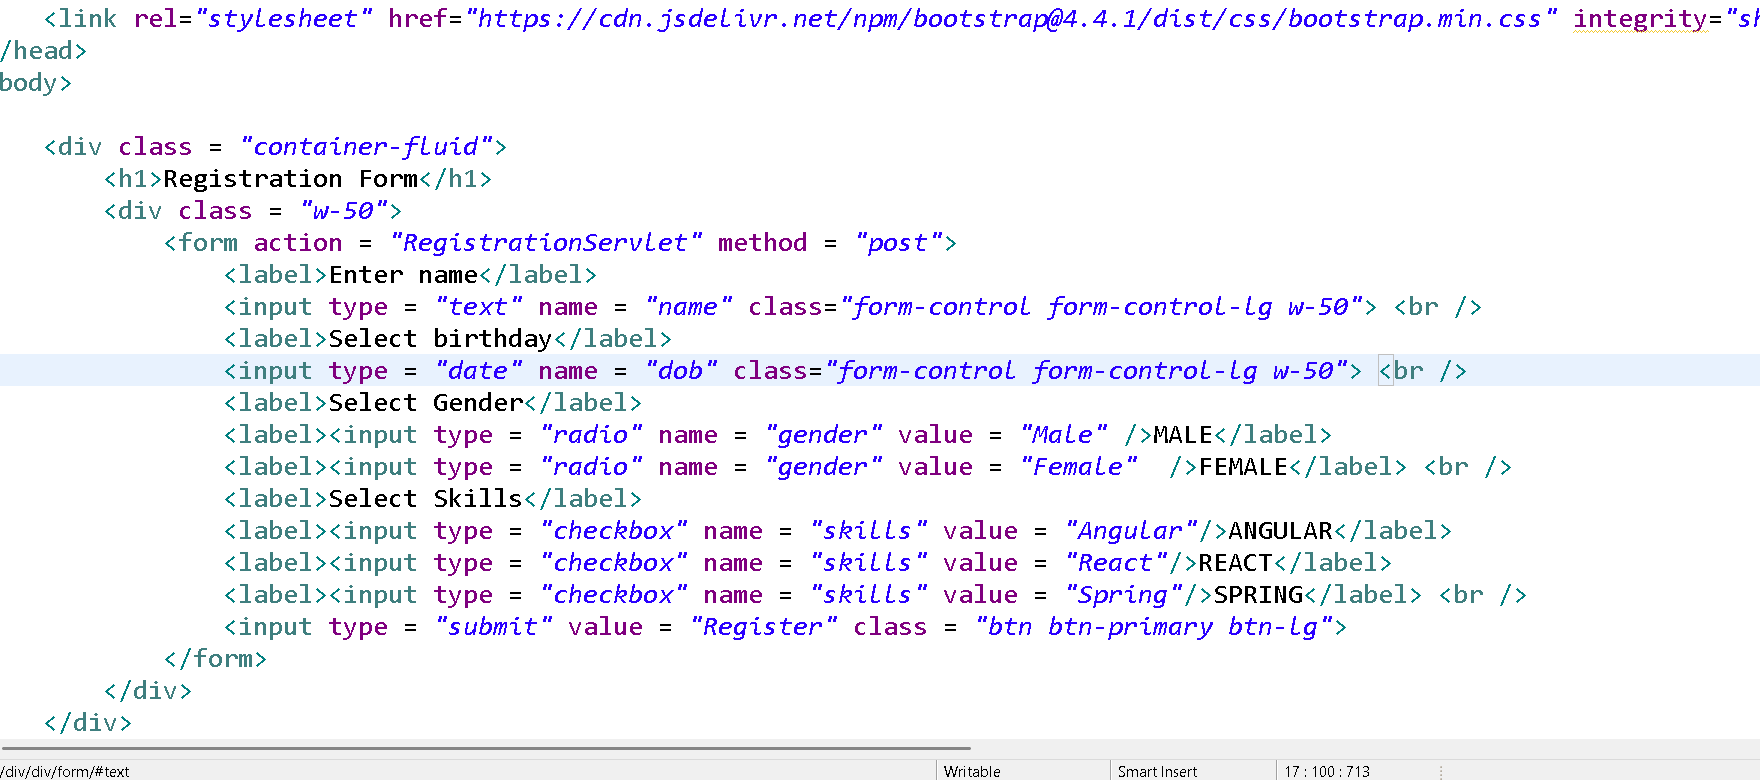 <link rel="stylesheet" href="https://cdn.jsdelivr.net/npm/bootstrap@4.4.1/dist/css/bootstrap.min.css" integrity="sh
/head>
body>
<div class = "container-fluid">
<h1>Registration Form</h1>
<div class = "w-50">
<form action = "RegistrationServlet" method = "post">
<label>Enter name</label>
<input type = "text" name = "name" class="form-control form-control-lg w-50"> <br />
<label>Select birthday</label>
<input type = "date" name = "dob" class="form-control form-control-lg w-50"> <br />
<label>Select Gender</label>
<label><input type = "radio" name = "gender" value = "Male" />MALE</label>
<label><input type = "radio" name = "gender" value = "Female"  />FEMALE</label> <br />
<label>Select Skills</label>
<label><input type = "checkbox" name = "skills" value = "Angular"/>ANGULAR</label>
<label><input type = "checkbox" name = "skills" value = "React"/>REACT</label>
<label><input type = "checkbox" name = "skills" value = "Spring"/>SPRING</label> <br />
<input type = "submit" value = "Register" class = "btn btn-primary btn-lg">
</form>
</div>
</div>
/div/div/form/#text Writable Smart Insert 17 : 100 : 713